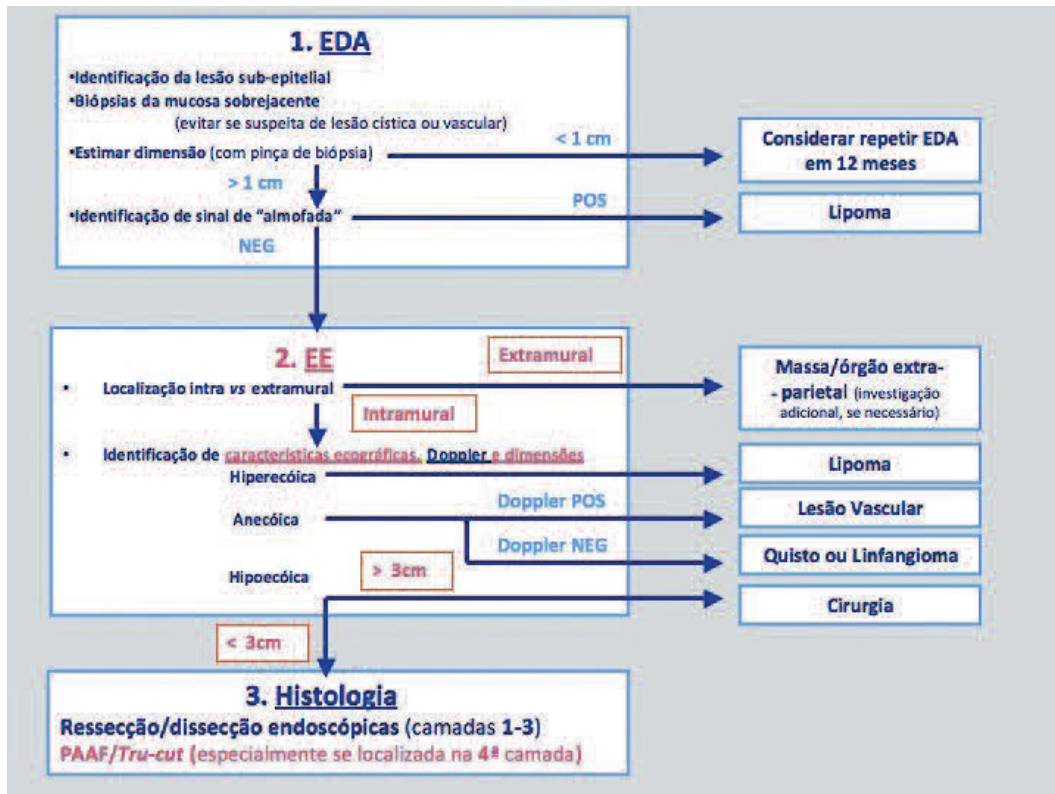 1. EDA
•Identificação da lesão sub-epitelial
•Biópsias da mucosa sobrejacente
(evitar se suspeita de lesão cística ou vascular)
< 1 cm
•Estimar dimensão (com pinça de biópsia)
Considerar repetir EDA
em 12 meses
> 1 cm
POS
•Identificação de sinal de "almofada"
Lipoma
NEG
2. EE
Extramural
• Localização intra vs extramural
Massa/órgão extra-
- parietal (investigação
adicional, se necessário)
Intramural
• Identificação de características ecográficas, Doppler e dimensões
Hiperecóica
Lipoma
Doppler POS
Anecóica
Lesão Vascular
Doppler NEG
Quisto ou Linfangioma
Hipoecóica
> 3cm
Cirurgia
< 3cm
3. Histologia
Ressecção/dissecção endoscópicas (camadas 1-3)
PAAF/Tru-cut (especialmente se localizada na 4ª camada)